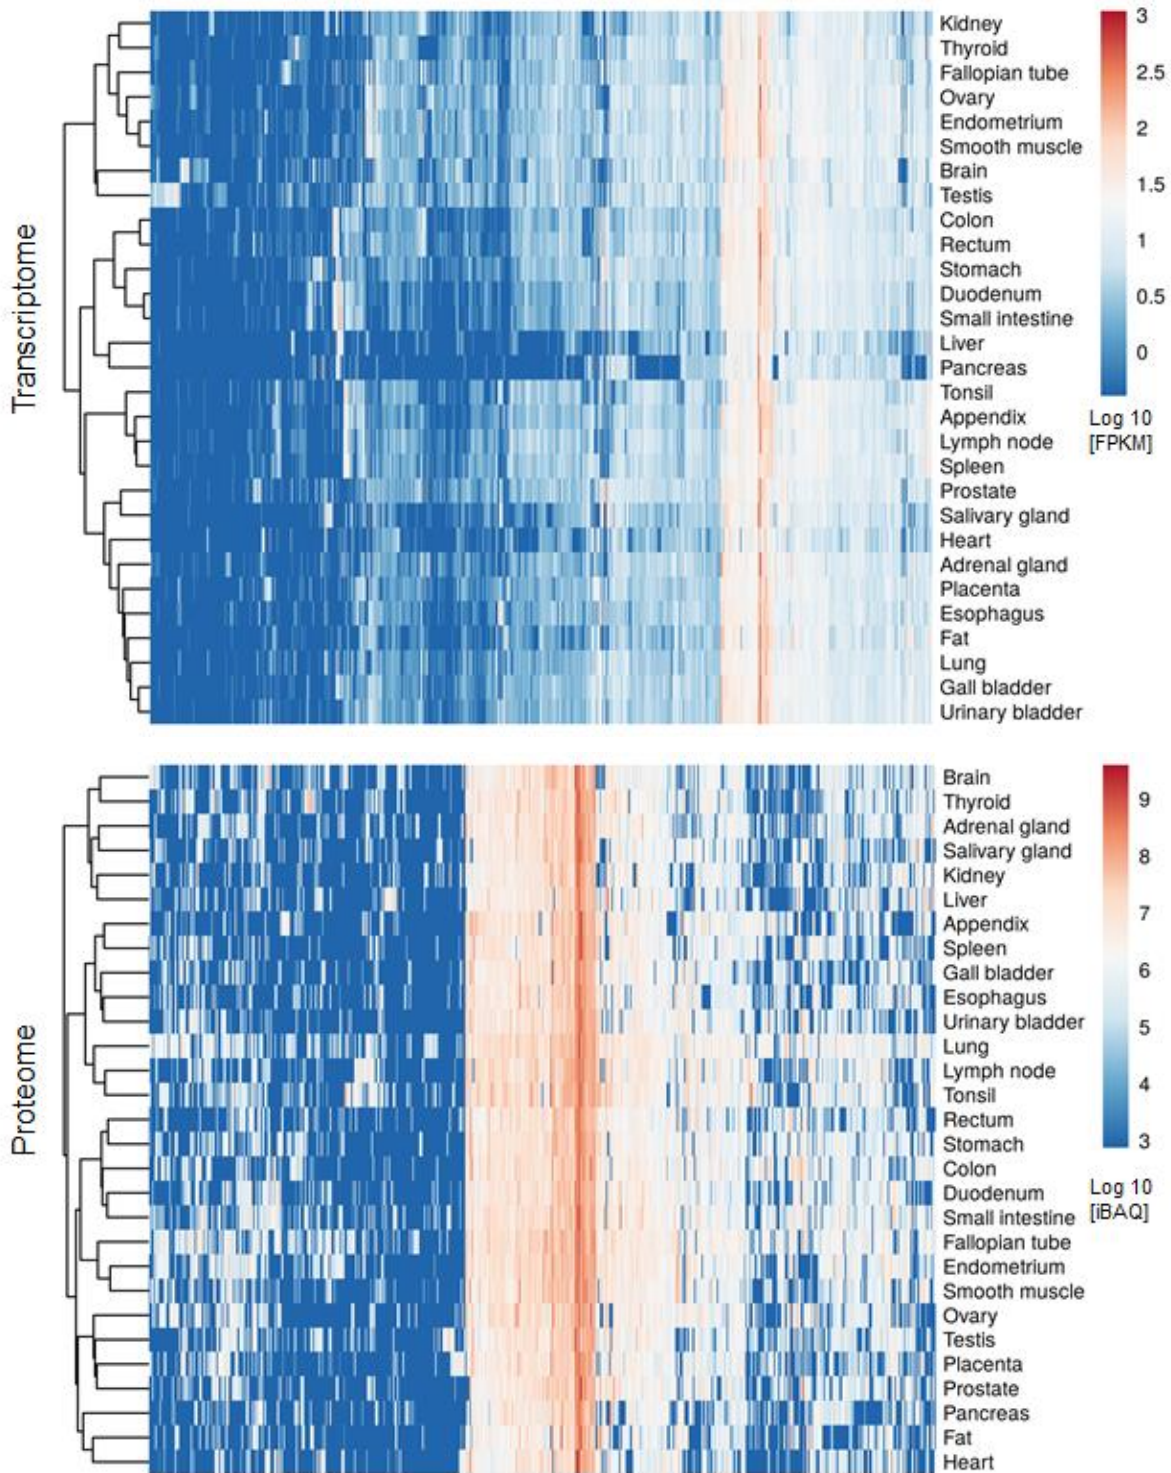 Transcriptome
Kidney
Thyroid
Fallopian tube
Ovary
Endometrium
Smooth muscle
Brain
Testis
Colon
Rectum
Stomach
Duodenum
Small intestine
Liver
Pancreas
Tonsil
Appendix
Lymph node
Spleen
Prostate
Salivary gland
Heart
Adrenal gland
Placenta
Esophagus
Fat
Lung
Gall bladder
Urinary bladder
3
2.5
2
1.5
1
0.5
0
Log 10
[FPKM]
Proteome
Brain
Thyroid
Adrenal gland
Salivary gland
Kidney
Liver
Appendix
Spleen
Gall bladder
Esophagus
Urinary bladder
Lung
Lymph node
Tonsil
Rectum
Stomach
Colon
Duodenum
Small intestine
Fallopian tube
Endometrium
Smooth muscle
Ovary
Testis
Placenta
Prostate
Pancreas
Fat
Heart
9
8
7
6
5
4
3
Log 10
[iBAQ]